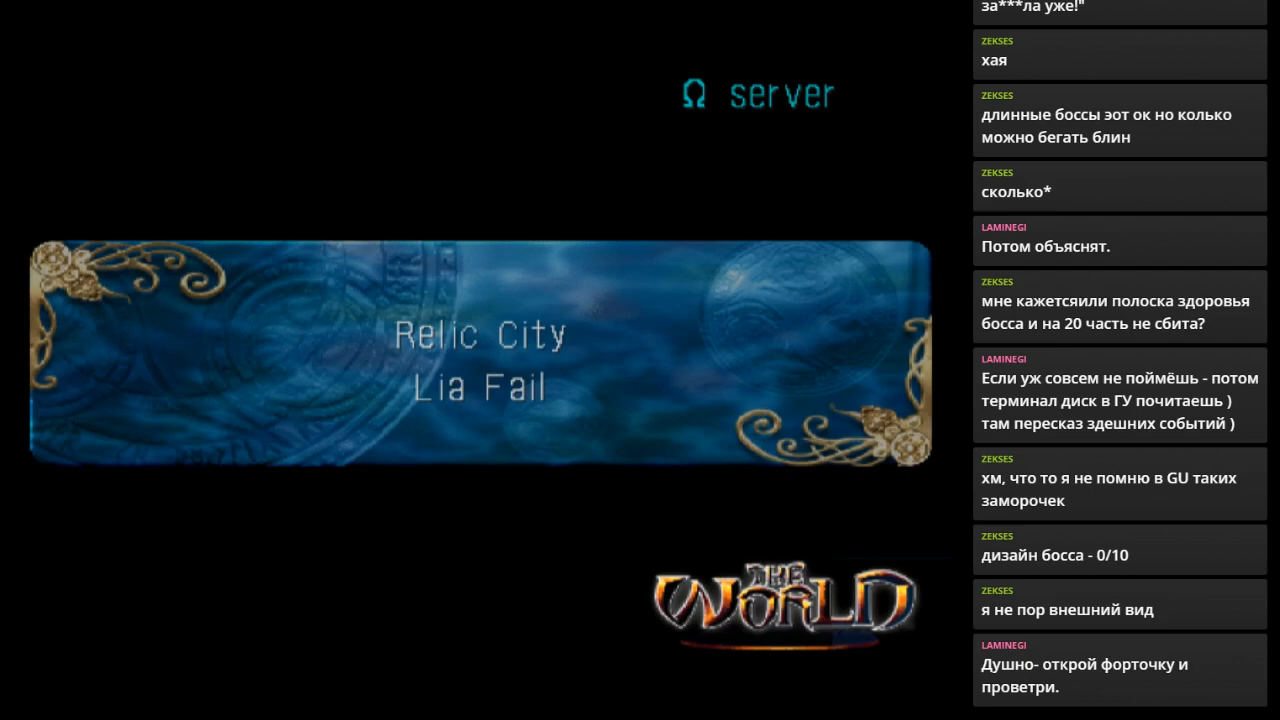 Ω server
Relic City
Lia Fail
THE
WORLD
за***ла уже!"
ZEKSES
хая
ZEKSES
длинные боссы эот ок но колько
можно бегать блин
ZEKSES
сколько*
LAMINEGI
Потом объяснят.
ZEKSES
мне кажетсяили полоска здоровья
босса и на 20 часть не сбита?
LAMINEGI
Если уж совсем не поймёшь - потом
терминал диск в ГУ почитаешь )
там пересказ здешних событий )
ZEKSES
хм, что то я не помню в GU таких
заморочек
ZEKSES
дизайн босса - 0/10
ZEKSES
я не пор внешний вид
LAMINEGI
Душно- открой форточку и
проветри.